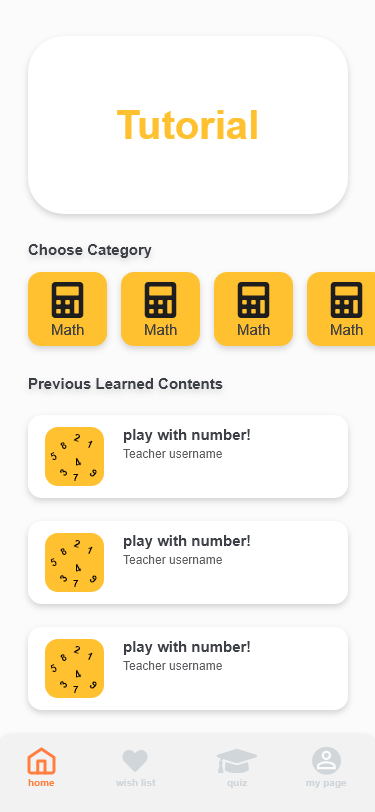 Tutorial
Choose Category
Math Math Math Math
Previous Learned Contents
play with number!
Teacher username
5 8 2 1 4 3 7 9
play with number!
Teacher username
5 8 2 1 4 3 7 9
play with number!
Teacher username
5 8 2 1 4 3 7 9
home wish list quiz my page